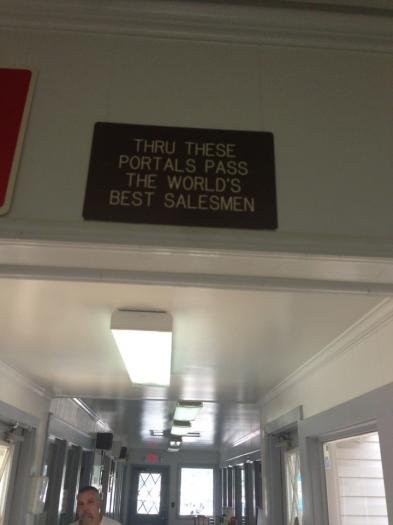 THRU THESE
PORTALS PASS
THE WORLD'S
BEST SALESMEN